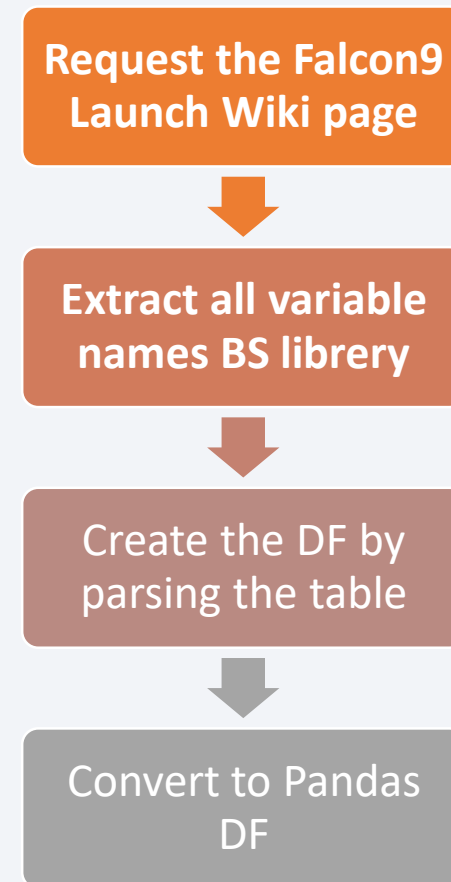 Request the Falcon9
Launch Wiki page
Extract all variable
names BS librery
Create the DF by
parsing the table
Convert to Pandas
DF